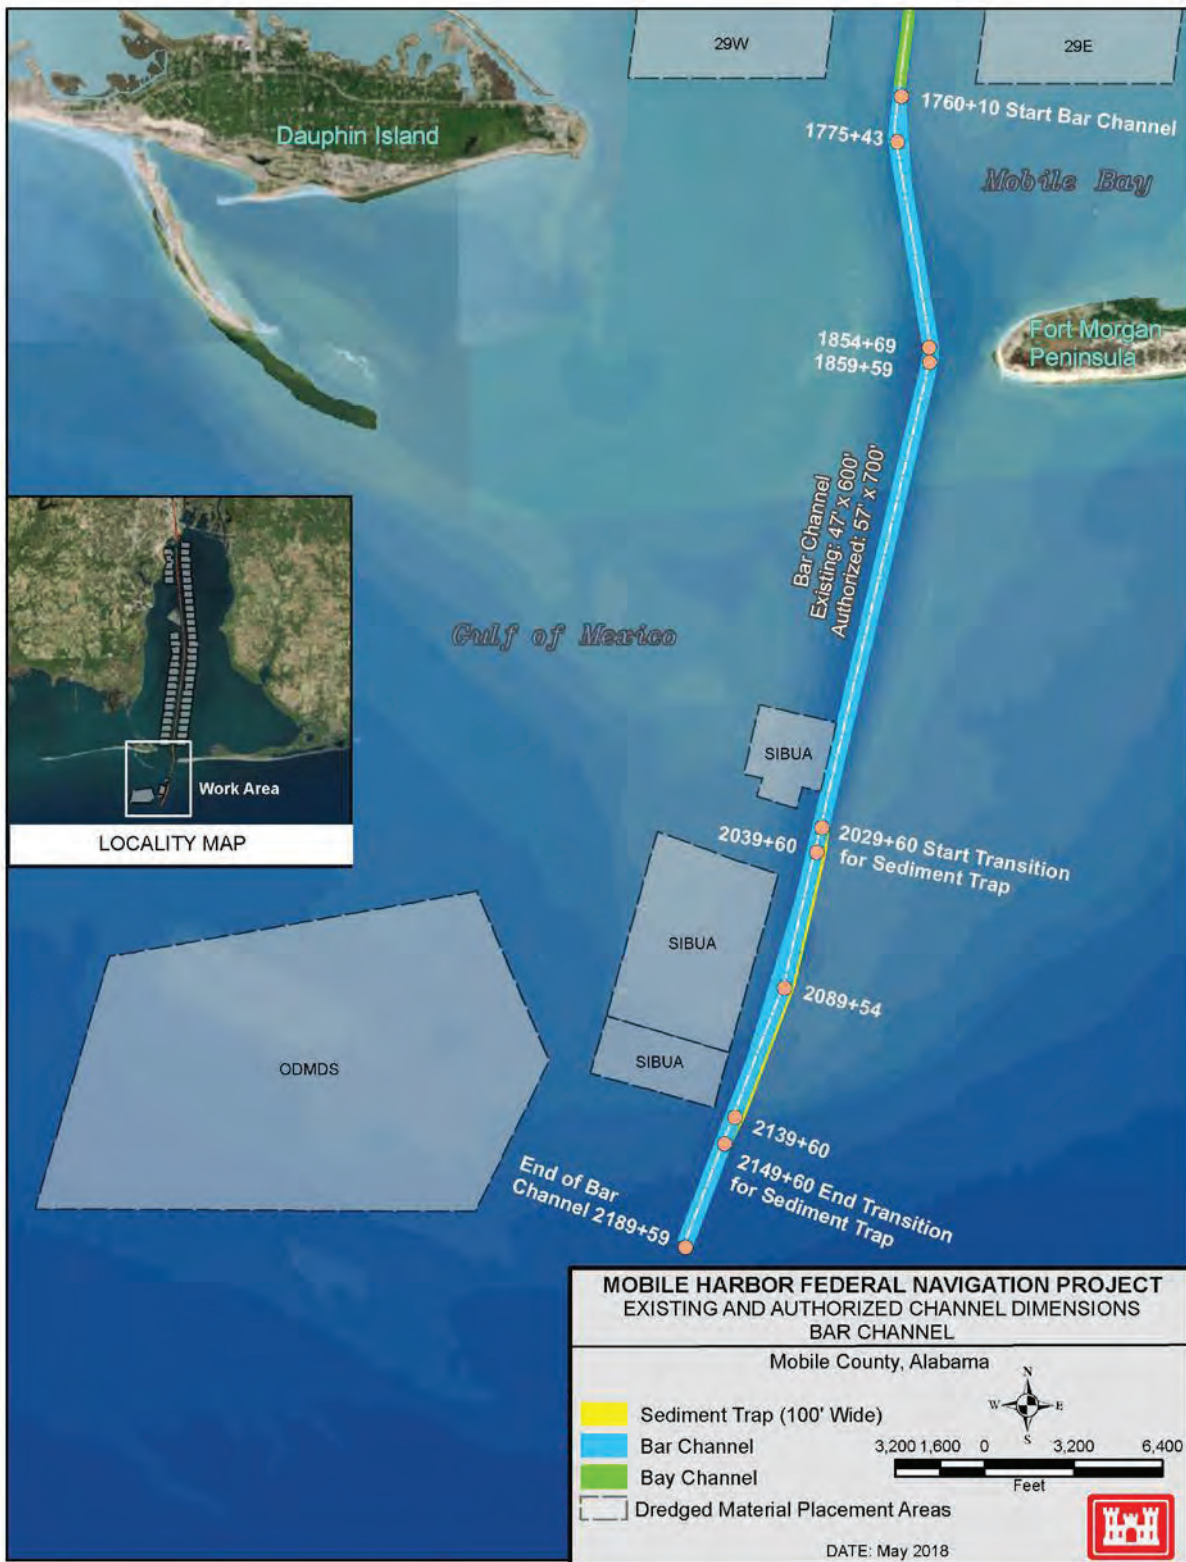 29W
29E
1760+10 Start Bar Channel
1775+43
Dauphin Island
Mobile Bay
1854+69
1859+59
Fort Morgan
Peninsula
Bar Channel
Existing: 47' x 600'
Authorized: 57' x 700'
Gulf of Mexico
SIBUA
Work Area
LOCALITY MAP
2039+60
2029+60 Start Transition
for Sediment Trap
SIBUA
2089+54
SIBUA
ODMDS
2139+60
2149+60 End Transition
for Sediment Trap
End of Bar
Channel 2189+59
MOBILE HARBOR FEDERAL NAVIGATION PROJECT
EXISTING AND AUTHORIZED CHANNEL DIMENSIONS
BAR CHANNEL
Mobile County, Alabama
N
W E
S
Sediment Trap (100' Wide)
Bar Channel
Bay Channel
Dredged Material Placement Areas
3,200 1,600 0 3,200 6,400
Feet
DATE: May 2018